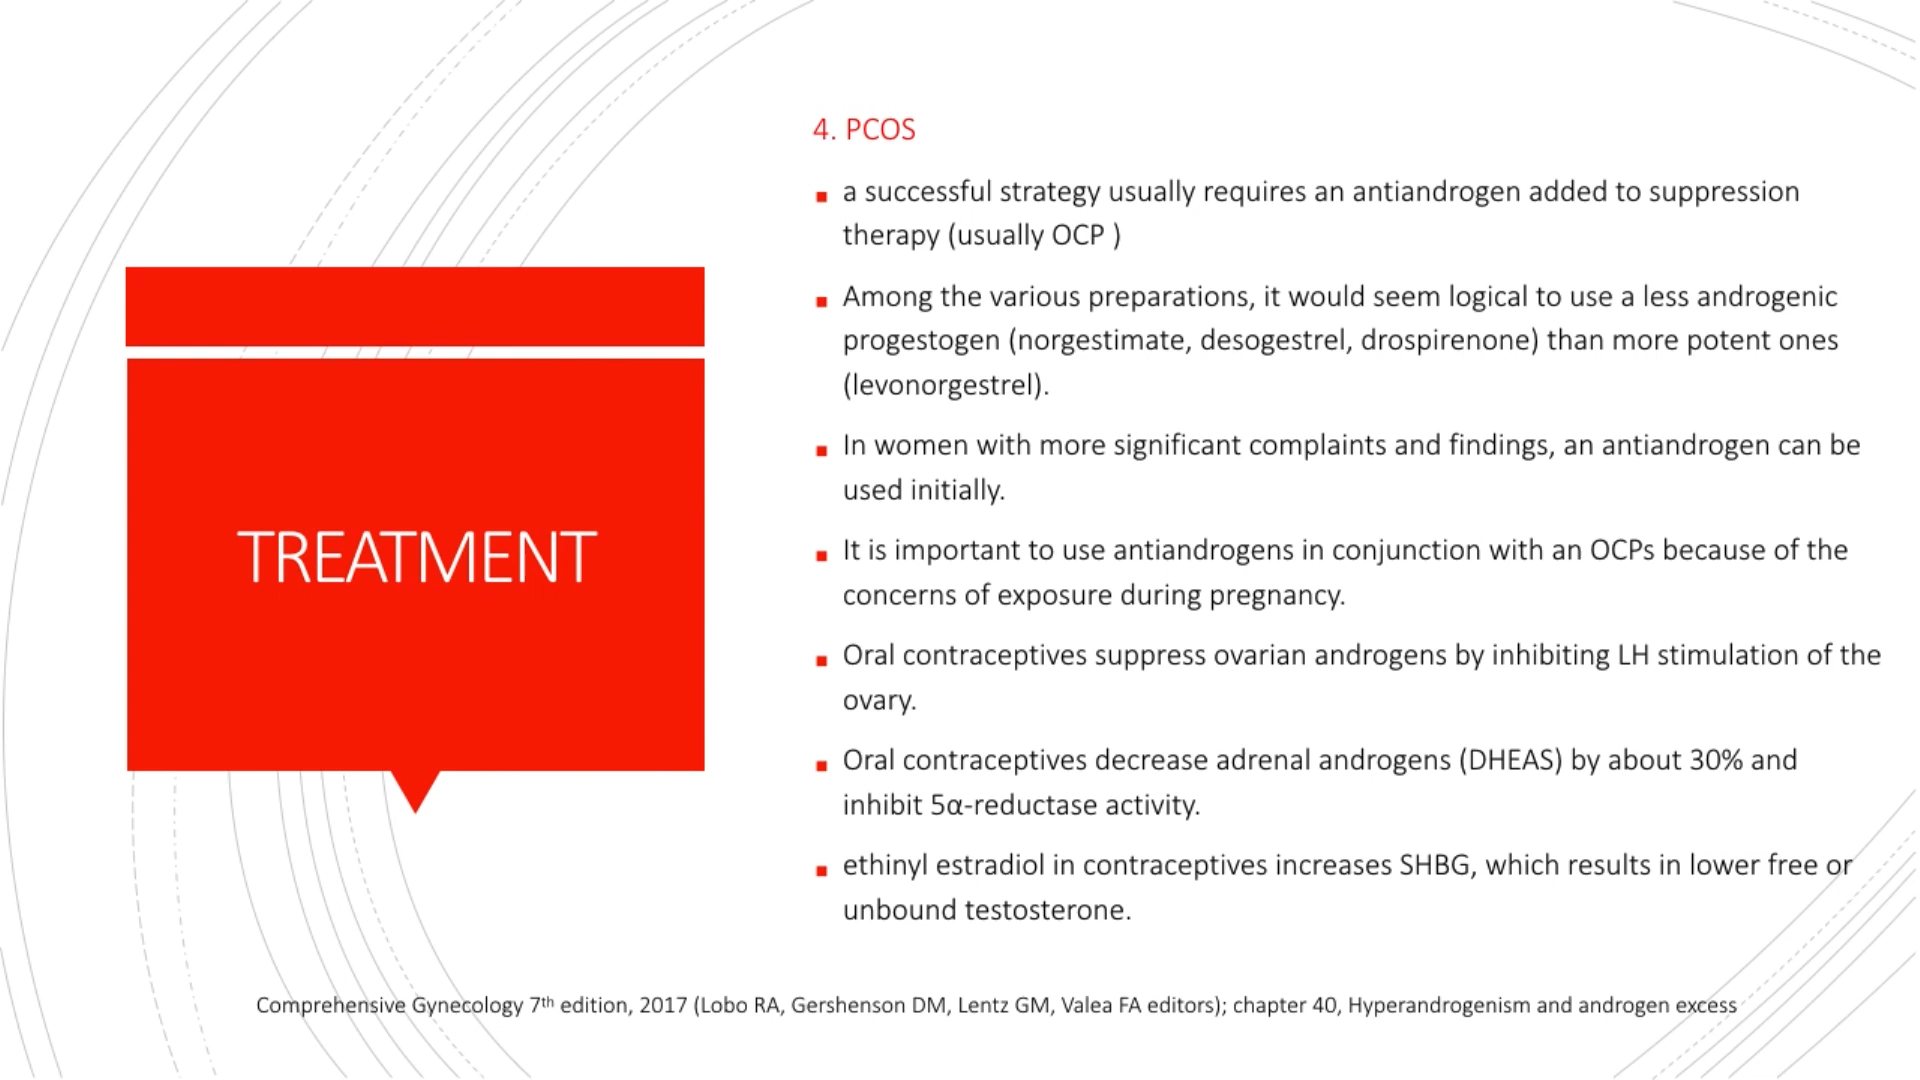 TREATMENT
4. PCOS
▪ a successful strategy usually requires an antiandrogen added to suppression
therapy (usually OCP )
▪ Among the various preparations, it would seem logical to use a less androgenic
progestogen (norgestimate, desogestrel, drospirenone) than more potent ones
(levonorgestrel).
▪ In women with more significant complaints and findings, an antiandrogen can be
used initially.
▪ It is important to use antiandrogens in conjunction with an OCPs because of the
concerns of exposure during pregnancy.
▪ Oral contraceptives suppress ovarian androgens by inhibiting LH stimulation of the
ovary.
▪ Oral contraceptives decrease adrenal androgens (DHEAS) by about 30% and
inhibit 5α-reductase activity.
▪ ethinyl estradiol in contraceptives increases SHBG, which results in lower free or
unbound testosterone.
Comprehensive Gynecology 7th edition, 2017 (Lobo RA, Gershenson DM, Lentz GM, Valea FA editors); chapter 40, Hyperandrogenism and androgen excess